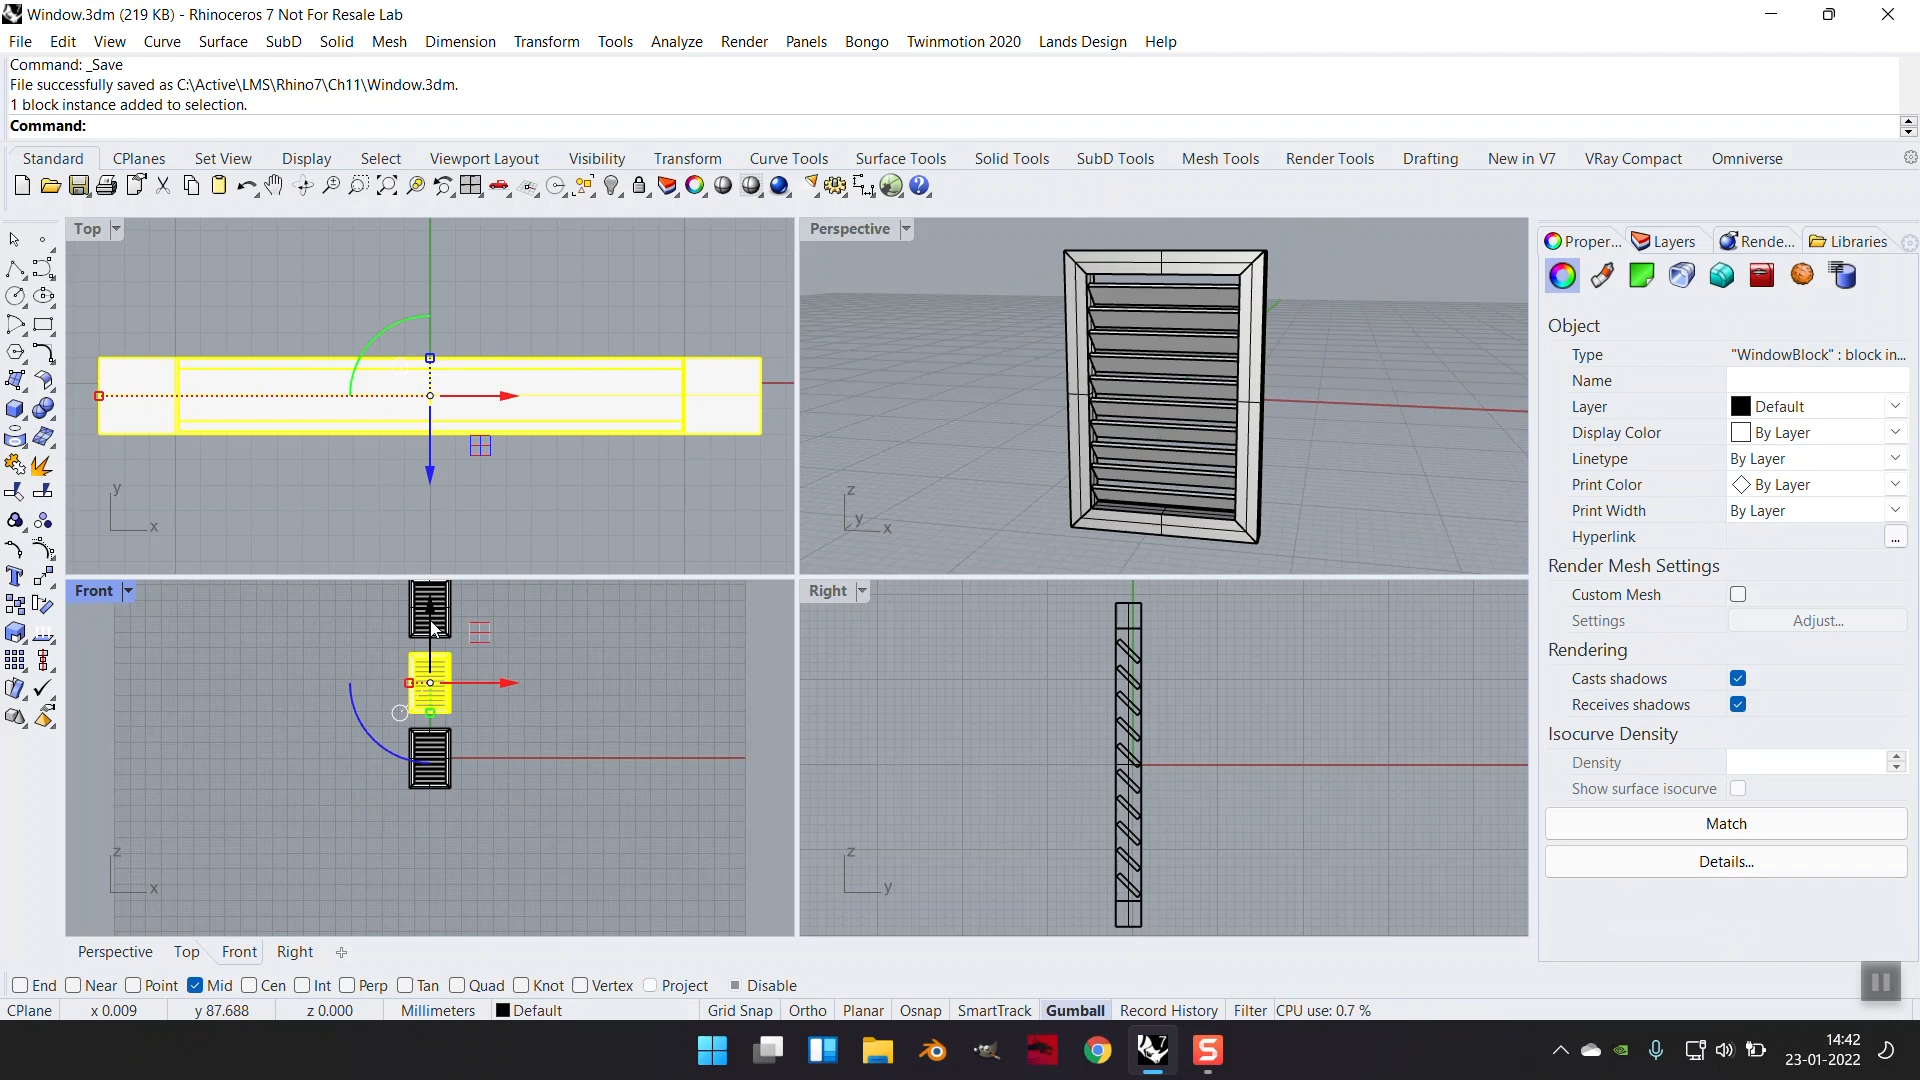 Window.3dm (219 KB) - Rhinoceros 7 Not For Resale Lab
File Edit View Curve Surface SubD Solid Mesh Dimension Transform Tools Analyze Render Panels Bongo Twinmotion 2020 Lands Design Help
Command: _Save
File successfully saved as C:\Active\LMS\Rhino7\Ch11\Window.3dm.
1 block instance added to selection.
Command:
Standard CPlanes Set View Display Select Viewport Layout Visibility Transform Curve Tools Surface Tools Solid Tools SubD Tools Mesh Tools Render Tools Drafting New in V7 VRay Compact Omniverse
Top
Perspective
Proper... Layers Rende... Libraries
Object
Type "WindowBlock" : block in...
Name
Layer Default
Display Color By Layer
Linetype By Layer
Print Color By Layer
Print Width By Layer
Hyperlink ...
Render Mesh Settings
Custom Mesh
Settings Adjust...
Rendering
Casts shadows
Receives shadows
Isocurve Density
Density
Show surface isocurve
Match
Details...
y
x
z
y
x
Front
Right
z
x
z
y
Perspective Top Front Right
End Near Point Mid Cen Int Perp Tan Quad Knot Vertex Project Disable
CPlane x 0.009 y 87.688 z 0.000 Millimeters Default Grid Snap Ortho Planar Osnap SmartTrack Gumball Record History Filter CPU use: 0.7 %
7
S
14:42
23-01-2022